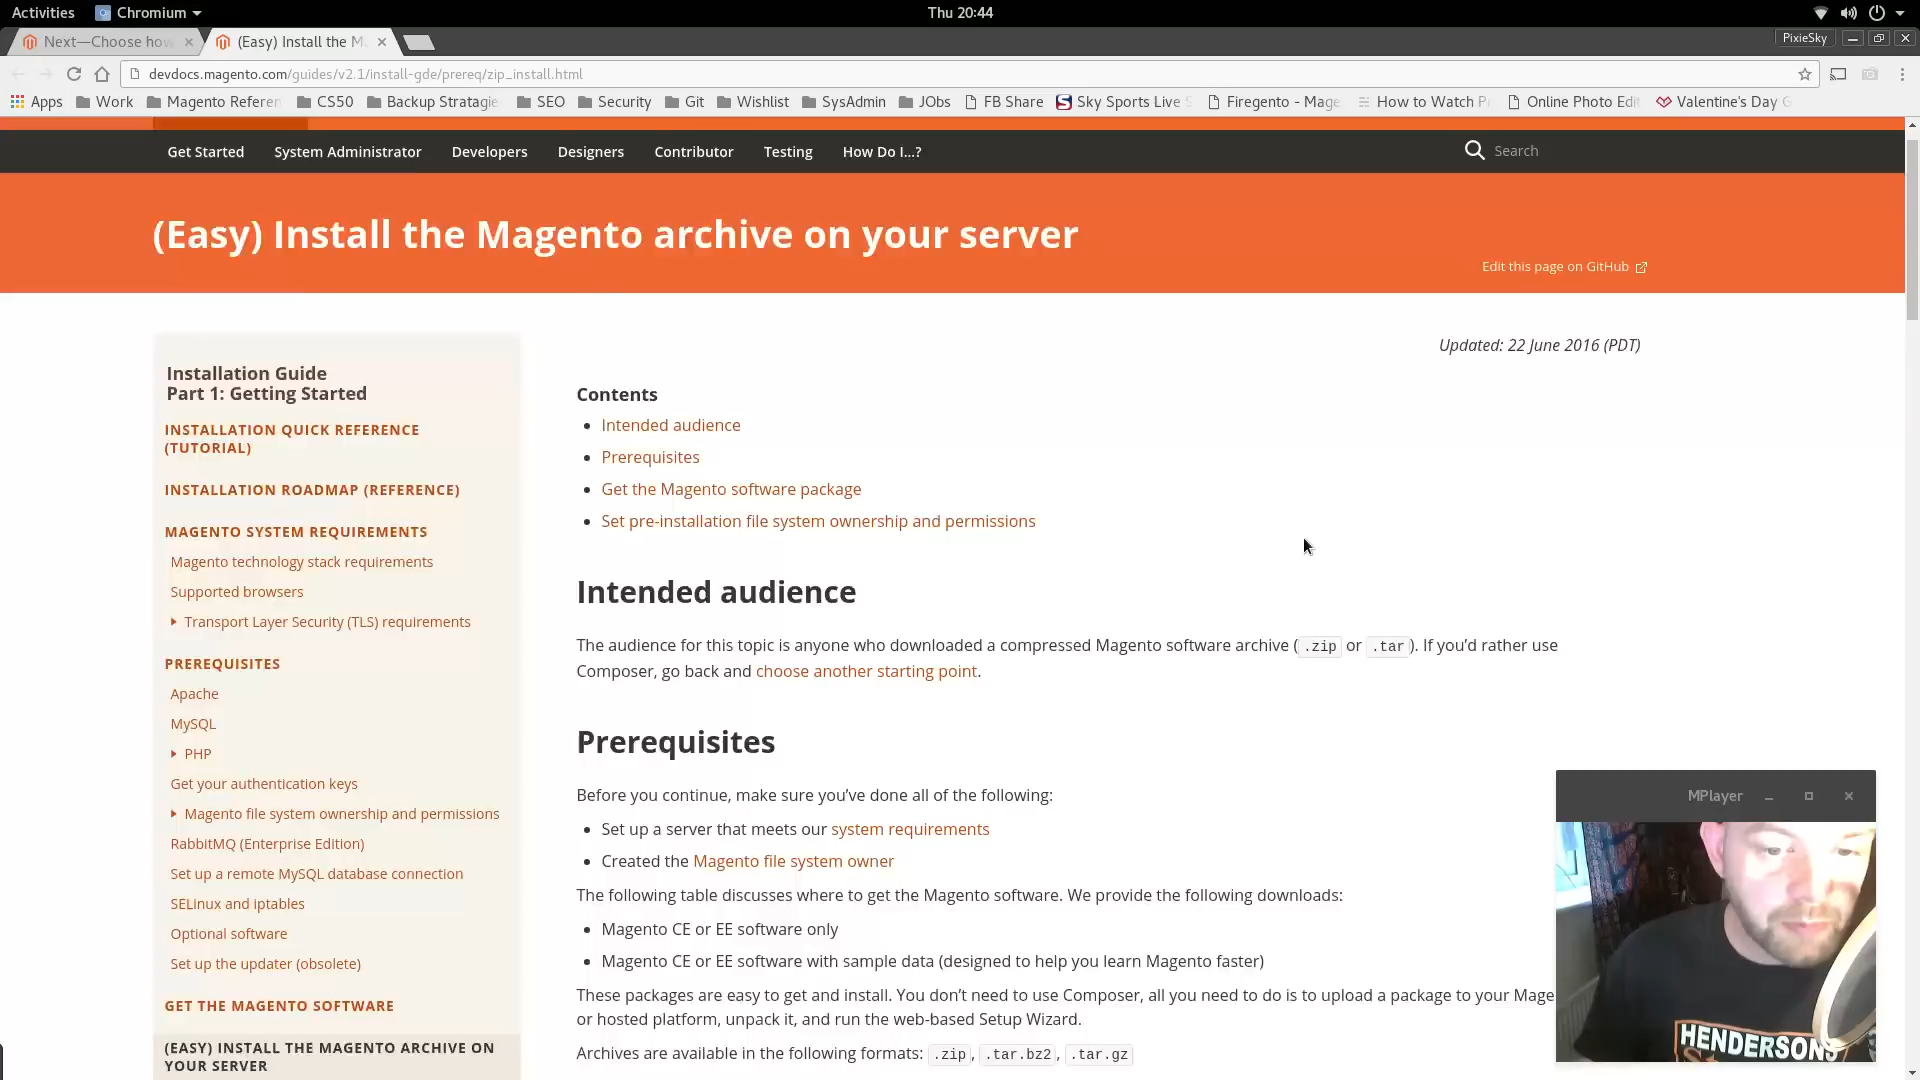 Activities
Chromium
Thu 20:44
Next—Choose how
(Easy) Install the M
PixieSky
devdocs.magento.com/guides/v2.1/install-gde/prereq/zip_install.html
Apps
Work
Magento Referen
CS50
Backup Stratagie
SEO
Security
Git
Wishlist
SysAdmin
JObs
FB Share
Sky Sports Live S
Firegento - Mage
How to Watch P
Online Photo Edit
Valentine's Day G
Get Started
System Administrator
Developers
Designers
Contributor
Testing
How Do I...?
Search
(Easy) Install the Magento archive on your server
Edit this page on GitHub
Updated: 22 June 2016 (PDT)
Installation Guide
Part 1: Getting Started
INSTALLATION QUICK REFERENCE
(TUTORIAL)
INSTALLATION ROADMAP (REFERENCE)
MAGENTO SYSTEM REQUIREMENTS
Magento technology stack requirements
Supported browsers
Transport Layer Security (TLS) requirements
PREREQUISITES
Apache
MySQL
PHP
Get your authentication keys
Magento file system ownership and permissions
RabbitMQ (Enterprise Edition)
Set up a remote MySQL database connection
SELinux and iptables
Optional software
Set up the updater (obsolete)
GET THE MAGENTO SOFTWARE
(EASY) INSTALL THE MAGENTO ARCHIVE ON
YOUR SERVER
Contents
Intended audience
Prerequisites
Get the Magento software package
Set pre-installation file system ownership and permissions
Intended audience
The audience for this topic is anyone who downloaded a compressed Magento software archive (.zip or .tar). If you’d rather use
Composer, go back and choose another starting point.
Prerequisites
Before you continue, make sure you’ve done all of the following:
Set up a server that meets our system requirements
Created the Magento file system owner
The following table discusses where to get the Magento software. We provide the following downloads:
Magento CE or EE software only
Magento CE or EE software with sample data (designed to help you learn Magento faster)
These packages are easy to get and install. You don’t need to use Composer, all you need to do is to upload a package to your Mage
or hosted platform, unpack it, and run the web-based Setup Wizard.
Archives are available in the following formats: .zip, .tar.bz2, .tar.gz
MPlayer
HENDERSONS